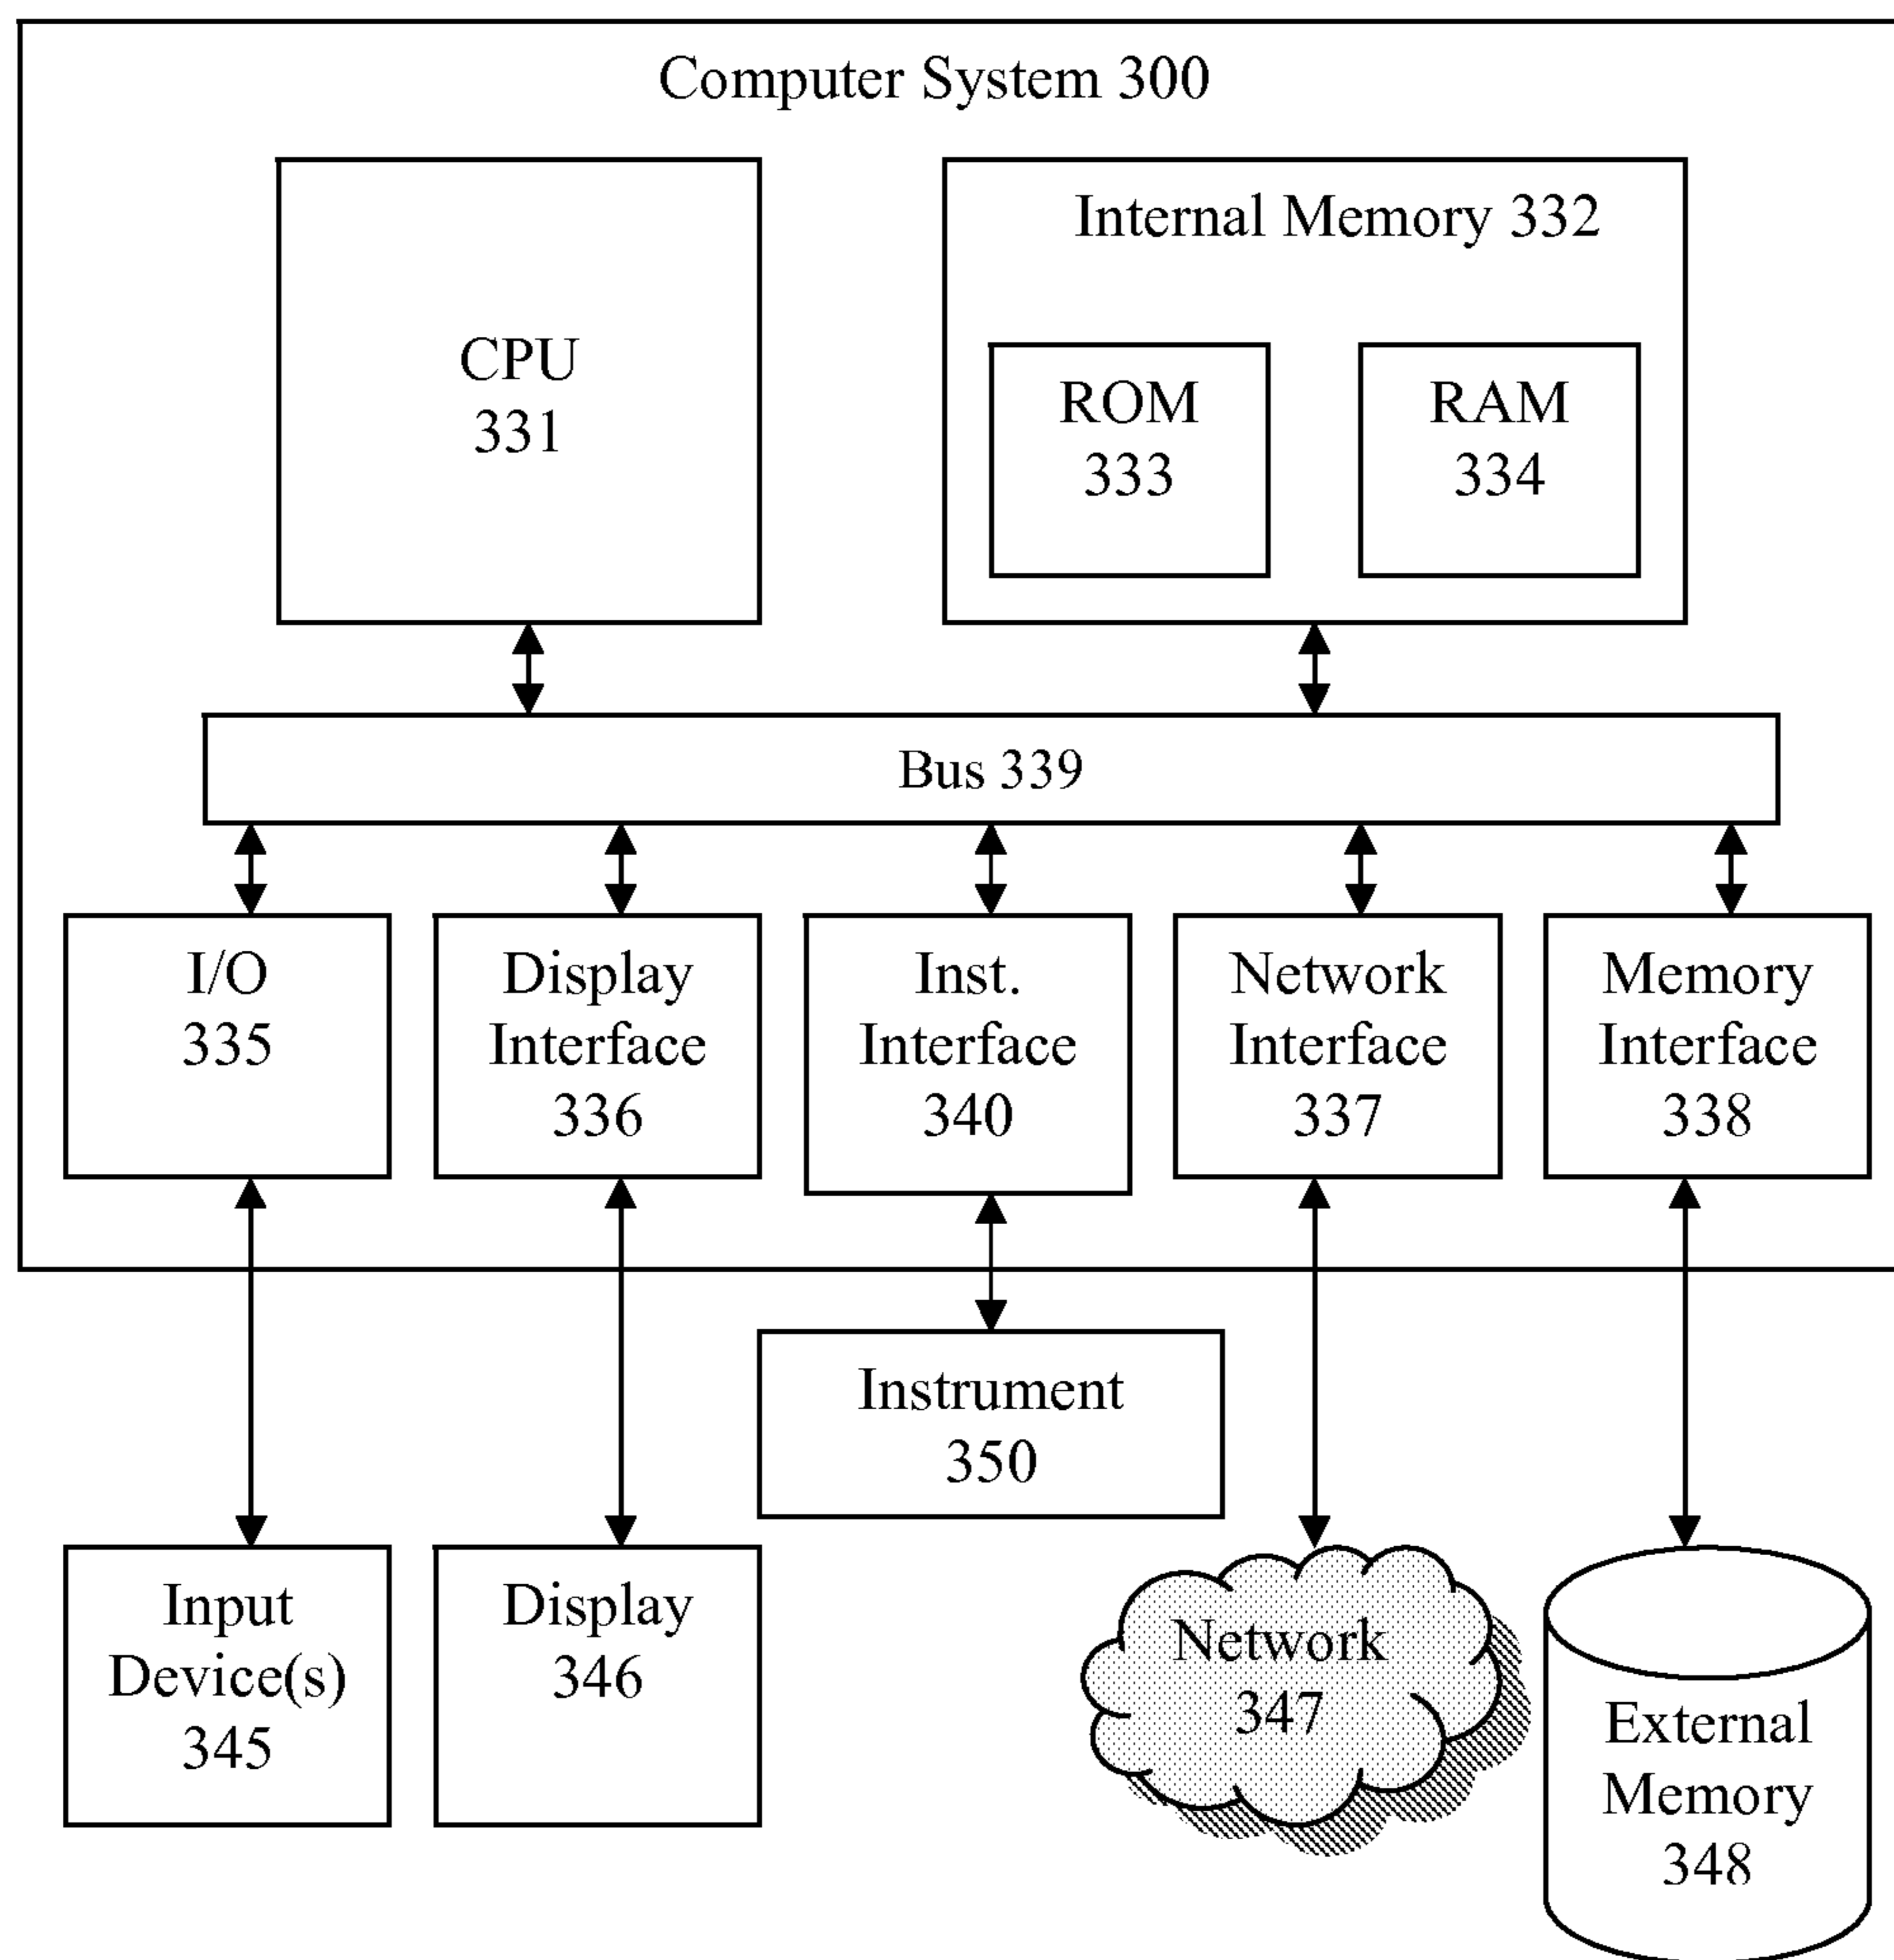 Computer System 300
CPU
331
Internal Memory 332
ROM
333
RAM
334
Bus 339
I/O
335
Display
Interface
336
Inst.
Interface
340
Network
Interface
337
Memory
Interface
338
Instrument
350
Input
Device(s)
345
Display
346
Network
347
External
Memory
348